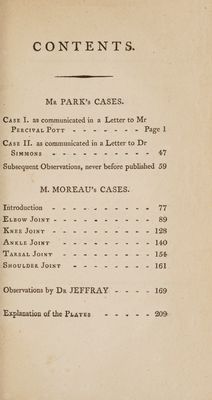 CONTENTS.
Mr PARK's CASES.
Case I. as communicated in a Letter to Mr
Percival Pott - - - - - - - Page 1
Case II. as communicated in a Letter to Dr
Simmons - - - - - - - - - 47
Subsequent Observations, never before published 59
M. MOREAU's CASES.
Introduction - - - - - - - - - 77
Elbow Joint - - - - - - - - - 89
Knee Joint - - - - - - - - - 128
Ankle Joint - - - - - - - - 140
Tarsal Joint - - - - - - - - 154
Shoulder Joint - - - - - - - 161
Observations by Dr JEFFRAY - - - - 169
Explanation of the Plates - - - - - 209